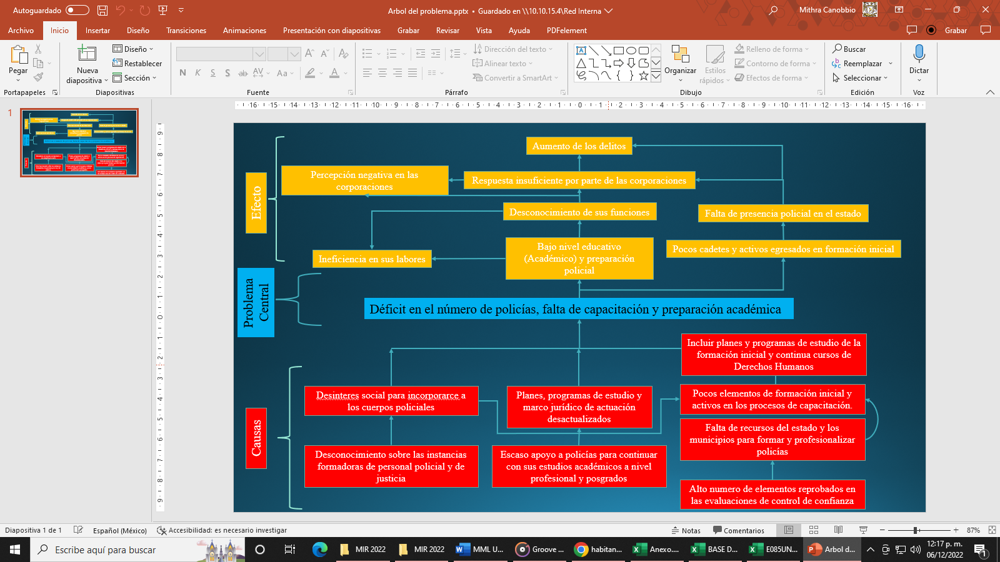 Autoguardado
Arbol del problema.pptx • Guardado en \\10.10.15.4\Red Interna
Mithra Canobbio
Archivo Inicio Insertar Diseño Transiciones Animaciones Presentación con diapositivas Grabar Revisar Vista Ayuda PDFelement
Grabar
Pegar
Portapapeles
Nueva
diapositiva
Diseño
Restablecer
Sección
Diapositivas
N K S S ab AV Aa A
Fuente
Dirección del texto
Alinear texto
Convertir a SmartArt
Párrafo
Organizar
Estilos
rápidos
Relleno de forma
Contorno de forma
Efectos de forma
Dibujo
Buscar
Reemplazar
Seleccionar
Edición
Dictar
Voz
16 15 14 13 12 11 10 9 8 7 6 5 4 3 2 1 0 1 2 3 4 5 6 7 8 9 10 11 12 13 14 15 16
9 8 7 6 5 4 3 2 1 0 1 2 3 4 5 6 7 8 9
1
Efecto
Aumento de los delitos
Percepción negativa en las
corporaciones
Respuesta insuficiente por parte de las corporaciones
Desconocimiento de sus funciones
Falta de presencia policial en el estado
Ineficiencia en sus labores
Bajo nivel educativo
(Académico) y preparación
policial
Pocos cadetes y activos egresados en formación inicial
Problema
Central
Déficit en el número de policías, falta de capacitación y preparación académica
Causas
Incluir planes y programas de estudio de la
formación inicial y continua cursos de
Derechos Humanos
Desinteres social para incorporarce a
los cuerpos policiales
Planes, programas de estudio y
marco jurídico de actuación
desactualizados
Pocos elementos de formación inicial y
activos en los procesos de capacitación.
Falta de recursos del estado y los
municipios para formar y profesionalizar
policías
Desconocimiento sobre las instancias
formadoras de personal policial y de
justicia
Escaso apoyo a policías para continuar
con sus estudios académicos a nivel
profesional y posgrados
Alto numero de elementos reprobados en
las evaluaciones de control de confianza
Diapositiva 1 de 1 Español (México) Accesibilidad: es necesario investigar
Notas Comentarios 87%
Escribe aquí para buscar
MIR 2022 MIR 2022 MML U... Groove ... habitan... Anexo.... BASE D... E085UN... Arbol d...
12:17 p. m.
06/12/2022
1